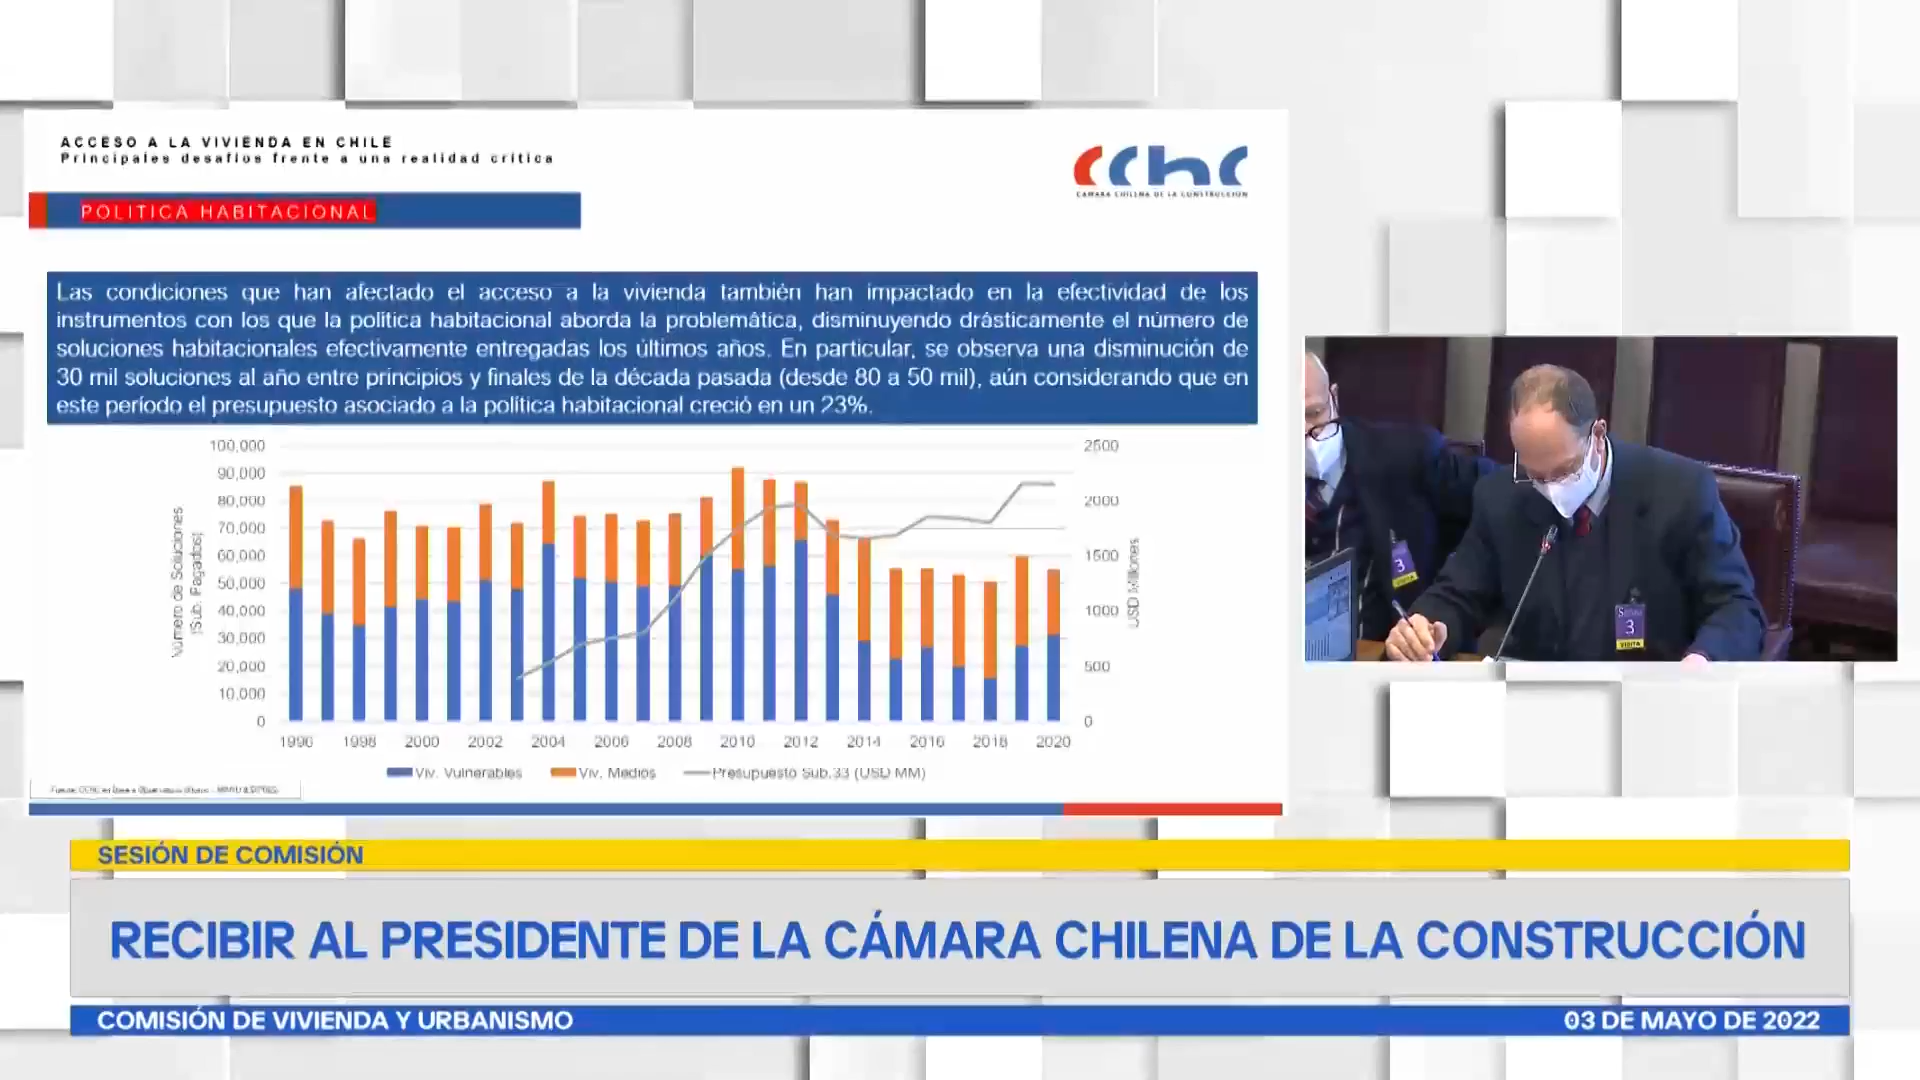 ACCESO A LA VIVIENDA EN CHILE
Principales desafíos frente a una realidad crítica
cchc
CÁMARA CHILENA DE LA CONSTRUCCIÓN
POLITICA HABITACIONAL
Las condiciones que han afectado el acceso a la vivienda también han impactado en la efectividad de los
instrumentos con los que la política habitacional aborda la problemática, disminuyendo drásticamente el número de
soluciones habitacionales efectivamente entregadas los últimos años. En particular, se observa una disminución de
30 mil soluciones al año entre principios y finales de la década pasada (desde 80 a 50 mil), aún considerando que en
este período el presupuesto asociado a la política habitacional creció en un 23%.
Número de Soluciones
(Sub. Pagados)
100,000
90,000
80,000
70,000
60,000
50,000
40,000
30,000
20,000
10,000
0
2500
2000
1500
1000
500
0
USD Millones
1996 1998 2000 2002 2004 2006 2008 2010 2012 2014 2016 2018 2020
Viv. Vulnerables Viv. Medios Presupuesto Sub.33 (USD MM)
3
VISITA
3
VISITA
SESIÓN DE COMISIÓN
RECIBIR AL PRESIDENTE DE LA CÁMARA CHILENA DE LA CONSTRUCCIÓN
COMISIÓN DE VIVIENDA Y URBANISMO
03 DE MAYO DE 2022